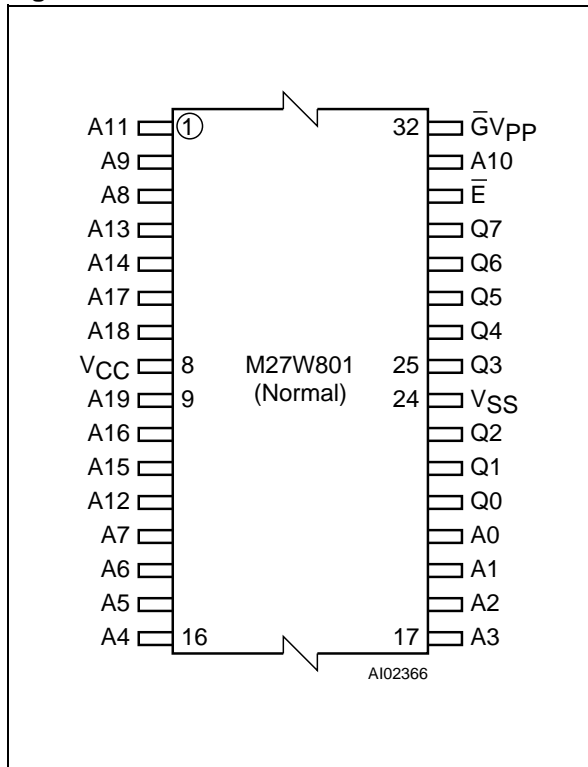 A11 1 32 G̅VPP
A9 A10
A8 E̅
A13 Q7
A14 Q6
A17 Q5
A18 Q4
VCC 8 M27W801 25 Q3
A19 9 (Normal) 24 VSS
A16 Q2
A15 Q1
A12 Q0
A7 A0
A6 A1
A5 A2
A4 16 17 A3
AI02366